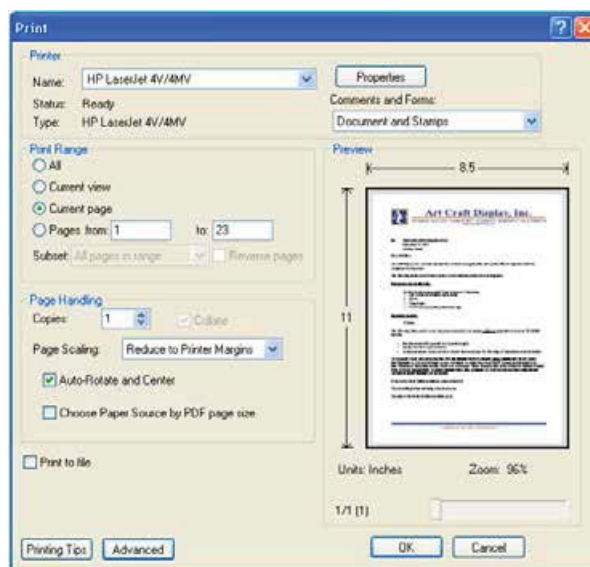 Print
Printer
Name: HP LaserJet 4V/4MV
Properties
Status: Ready
Comments and Forms:
Type: HP LaserJet 4V/4MV
Document and Stamps
Print Range
All
Current view
Current page
Pages from: 1 to: 23
Subset: All pages in range
Reverse pages
Preview
8.5
11
Art Craft Display, Inc.
Page Handling
Copies: 1
Collate
Page Scaling: Reduce to Printer Margins
Auto-Rotate and Center
Choose Paper Source by PDF page size
Print to file
Units: Inches
Zoom: 96%
1/1 (1)
Printing Tips
Advanced
OK
Cancel